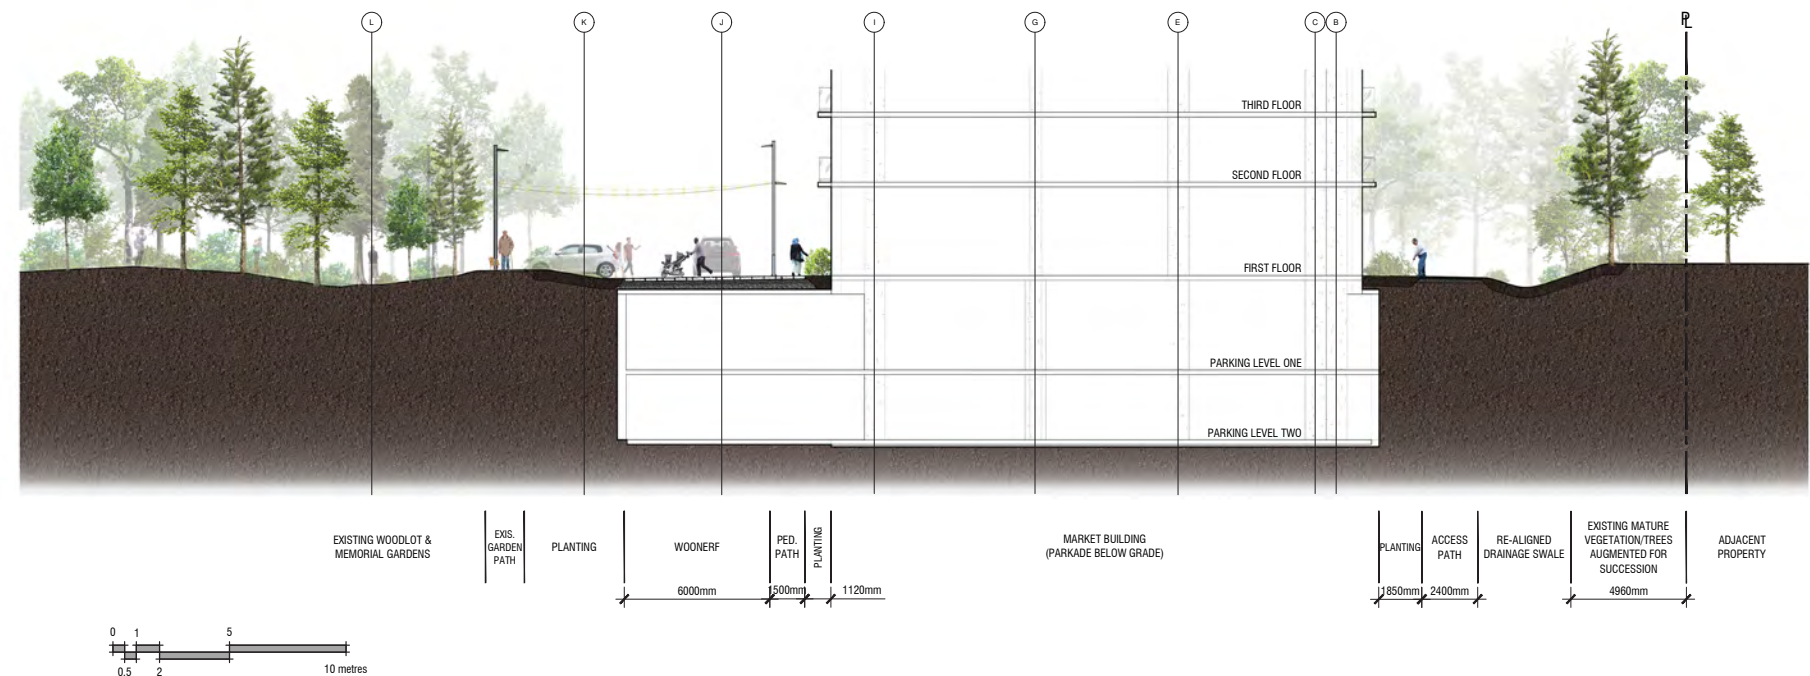 L
K
J
I
G
E
C
B
PL
THIRD FLOOR
SECOND FLOOR
FIRST FLOOR
PARKING LEVEL ONE
PARKING LEVEL TWO
EXISTING WOODLOT &
MEMORIAL GARDENS
EXIS.
GARDEN
PATH
PLANTING
WOONERF
PED.
PATH
PLANTING
MARKET BUILDING
(PARKADE BELOW GRADE)
PLANTING
ACCESS
PATH
RE-ALIGNED
DRAINAGE SWALE
EXISTING MATURE
VEGETATION/TREES
AUGMENTED FOR
SUCCESSION
ADJACENT
PROPERTY
6000mm
1500mm
1120mm
1850mm
2400mm
4960mm
0
1
5
0.5
2
10 metres